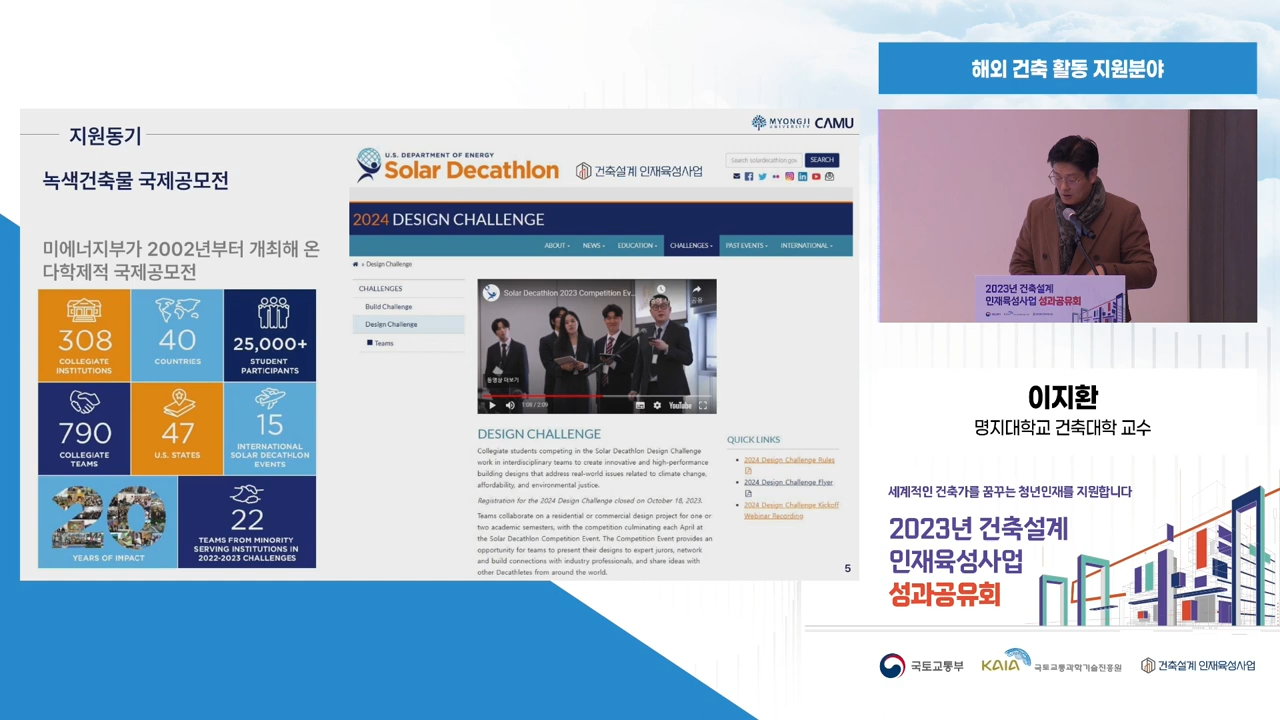 지원동기
MYONGJI
UNIVERSITY
CAMU
녹색건축물 국제공모전
미에너지부가 2002년부터 개최해 온
다학제적 국제공모전
308
COLLEGIATE
INSTITUTIONS
40
COUNTRIES
25,000+
STUDENT
PARTICIPANTS
790
COLLEGIATE
TEAMS
47
U.S. STATES
15
INTERNATIONAL
SOLAR DECATHLON
EVENTS
20
YEARS OF IMPACT
22
TEAMS FROM MINORITY
SERVING INSTITUTIONS IN
2022-2023 CHALLENGES
U.S. DEPARTMENT OF ENERGY
Solar Decathlon
건축설계 인재육성사업
Search solardecathlon.gov
SEARCH
2024 DESIGN CHALLENGE
ABOUT
NEWS
EDUCATION
CHALLENGES
PAST EVENTS
INTERNATIONAL
» Design Challenge
CHALLENGES
Build Challenge
Design Challenge
Teams
Solar Decathlon 2023 Competition Ev...
공유
동영상 더보기
1:08 / 2:09
YouTube
DESIGN CHALLENGE
Collegiate students competing in the Solar Decathlon Design Challenge
work in interdisciplinary teams to create innovative and high-performance
building designs that address real-world issues related to climate change,
affordability, and environmental justice.
Registration for the 2024 Design Challenge closed on October 18, 2023.
Teams collaborate on a residential or commercial design project for one or
two academic semesters, with the competition culminating each April at
the Solar Decathlon Competition Event. The Competition Event provides an
opportunity for teams to present their designs to expert jurors, network
and build connections with industry professionals, and share ideas with
other Decathletes from around the world.
QUICK LINKS
2024 Design Challenge Rules
2024 Design Challenge Flyer
2024 Design Challenge Kickoff
Webinar Recording
5
해외 건축 활동 지원분야
2023년 건축설계
인재육성사업 성과공유회
이지환
명지대학교 건축대학 교수
세계적인 건축가를 꿈꾸는 청년인재를 지원합니다
2023년 건축설계
인재육성사업
성과공유회
국토교통부
KAIA 국토교통과학기술진흥원
건축설계 인재육성사업